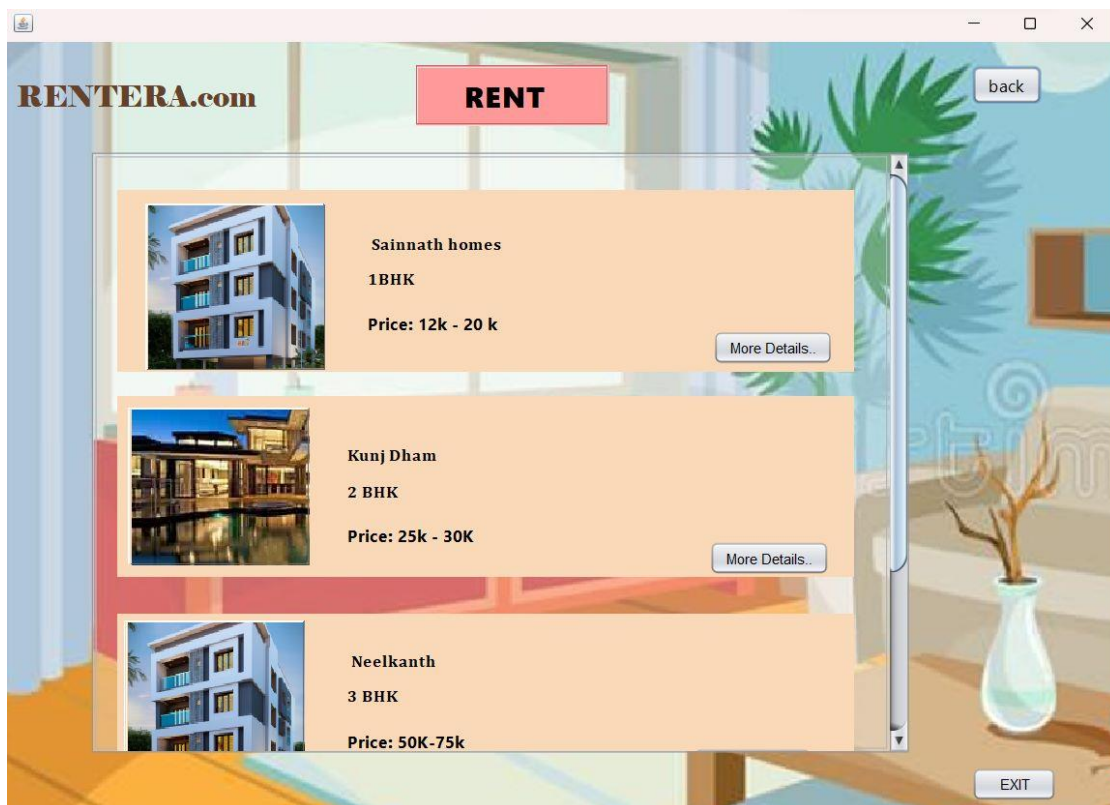 RENTERA.com
RENT
back
Sainnath homes
1BHK
Price: 12k - 20 k
More Details..
Kunj Dham
2 BHK
Price: 25k - 30K
More Details..
Neelkanth
3 BHK
Price: 50K-75k
EXIT